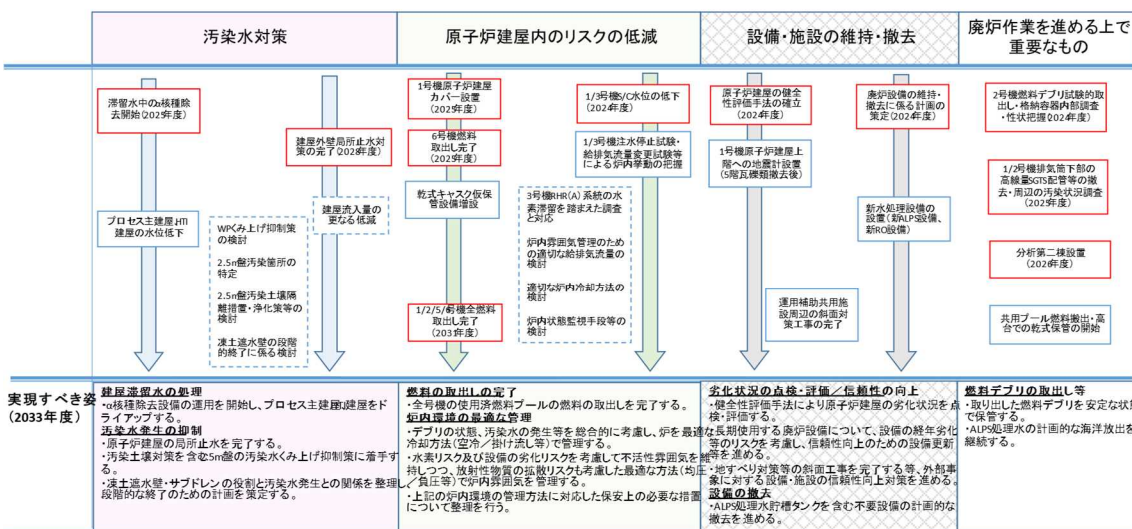 汚染水対策
原子炉建屋内のリスクの低減
設備・施設の維持・撤去
廃炉作業を進める上で
重要なもの
滞留水中のα核種除
去開始(2025年度)
建屋外壁局所止水対
策の完了(2028年度)
プロセス主建屋、HTI
建屋の水位低下
建屋流入量の
更なる低減
WPくみ上げ抑制策
の検討
2.5m盤汚染箇所の
特定
2.5m盤汚染土壌隔
離措置・浄化策等の
検討
凍土遮水壁の段階
的終了に係る検討
1号機原子炉建屋
カバー設置
(2025年度)
6号機燃料
取出し完了
(2025年度)
乾式キャスク仮保
管設備増設
1/2/5/6号機全燃料
取出し完了
(2031年度)
1/3号機S/C水位の低下
(2024年度)
1/3号機注水停止試験・
給排気流量変更試験等
による炉内挙動の把握
3号機RHR(A)系統の水
素滞留を踏まえた調査
と対応
炉内雰囲気管理のため
の適切な給排気流量の
検討
適切な炉内冷却方法の
検討
炉内状態監視手段等の
検討
原子炉建屋の健全
性評価手法の確立
(2024年度)
1号機原子炉建屋上
階への地震計設置
(5階瓦礫類撤去後)
運用補助共用施
設周辺の斜面対
策工事の完了
廃炉設備の維持・
撤去に係る計画の
策定(2024年度)
新水処理設備の
設置(新ALPS設備、
新RO設備)
2号機燃料デブリ試験的取
出し・格納容器内部調査
・性状把握(2024年度)
1/2号機排気筒下部の
高線量SGTS配管等の撤
去・周辺の汚染状況調査
(2025年度)
分析第二棟設置
(2026年度)
共用プール燃料搬出・高
台での乾式保管の開始
実現すべき姿
(2033年度)
建屋滞留水の処理
・α核種除去設備の運用を開始し、プロセス主建屋等建屋をド
ライアップする。
汚染水発生の抑制
・原子炉建屋の局所止水を完了する。
・汚染土壌対策を含む2.5m盤の汚染水くみ上げ抑制策に着手す
る。
・凍土遮水壁・サブドレンの役割と汚染水発生との関係を整理し
段階的な終了のための計画を策定する。
燃料の取出しの完了
・全号機の使用済燃料プールの燃料の取出しを完了する。
炉内環境の最適な管理
・デブリの状態、汚染水の発生等を総合的に考慮し、炉を最適な
冷却方法(空冷/掛け流し等)で管理する。
・水素リスク及び設備の劣化リスクを考慮して不活性雰囲気を維
持しつつ、放射性物質の拡散リスクも考慮した最適な方法(均圧
/負圧等)で炉内雰囲気を管理する。
・上記の炉内環境の管理方法に対応した保安上の必要な措置
について整理を行う。
劣化状況の点検・評価/信頼性の向上
・健全性評価手法により原子炉建屋の劣化状況を点
検・評価する。
・長期使用する廃炉設備について、設備の経年劣化
等のリスクを考慮し、信頼性向上のための設備更新
等を進める。
・地すべり対策等の斜面工事を完了する等、外部事
象に対する設備・施設の信頼性向上対策を進める。
設備の撤去
・ALPS処理水貯槽タンクを含む不要設備の計画的な
撤去を進める。
燃料デブリの取出し等
・取り出した燃料デブリを安定な状態
で保管する。
・ALPS処理水の計画的な海洋放出を
継続する。